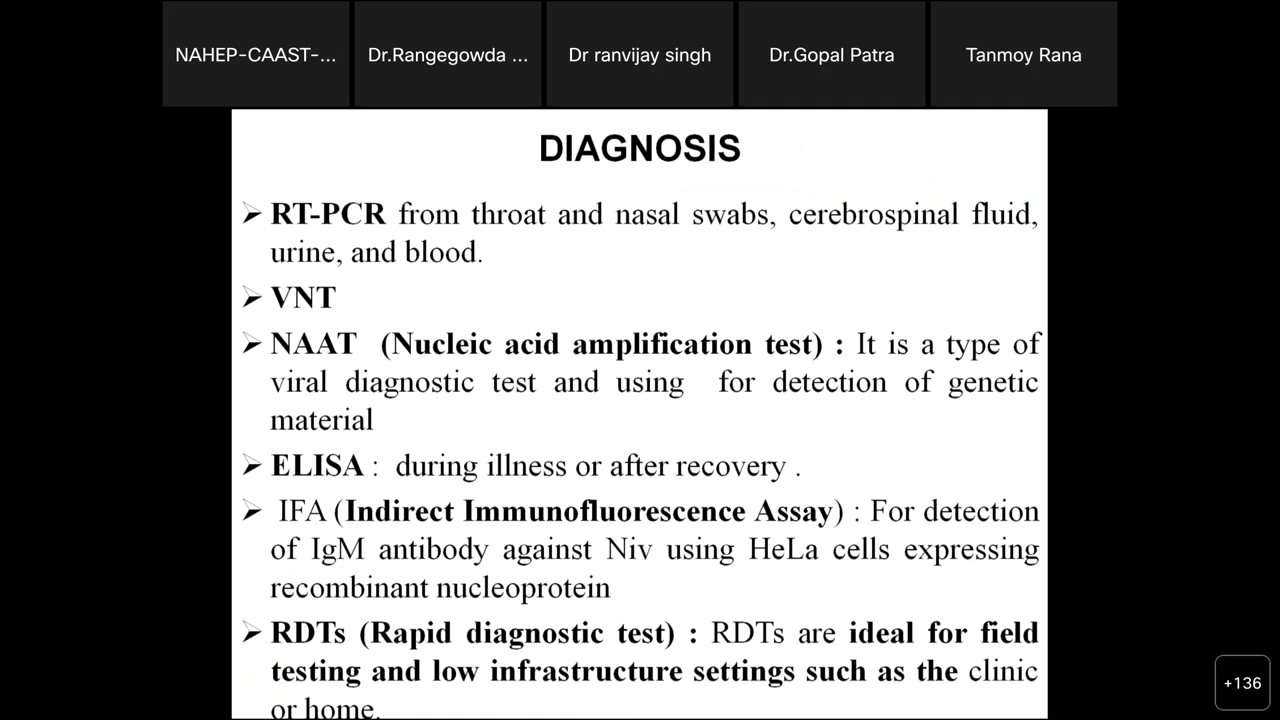 NAHEP-CAAST-...
Dr.Rangegowda ...
Dr ranvijay singh
Dr.Gopal Patra
Tanmoy Rana
DIAGNOSIS
➢ RT-PCR from throat and nasal swabs, cerebrospinal fluid,
urine, and blood.
➢ VNT
➢ NAAT (Nucleic acid amplification test) : It is a type of
viral diagnostic test and using for detection of genetic
material
➢ ELISA : during illness or after recovery .
➢ IFA (Indirect Immunofluorescence Assay) : For detection
of IgM antibody against Niv using HeLa cells expressing
recombinant nucleoprotein
➢ RDTs (Rapid diagnostic test) : RDTs are ideal for field
testing and low infrastructure settings such as the clinic
or home.
+136